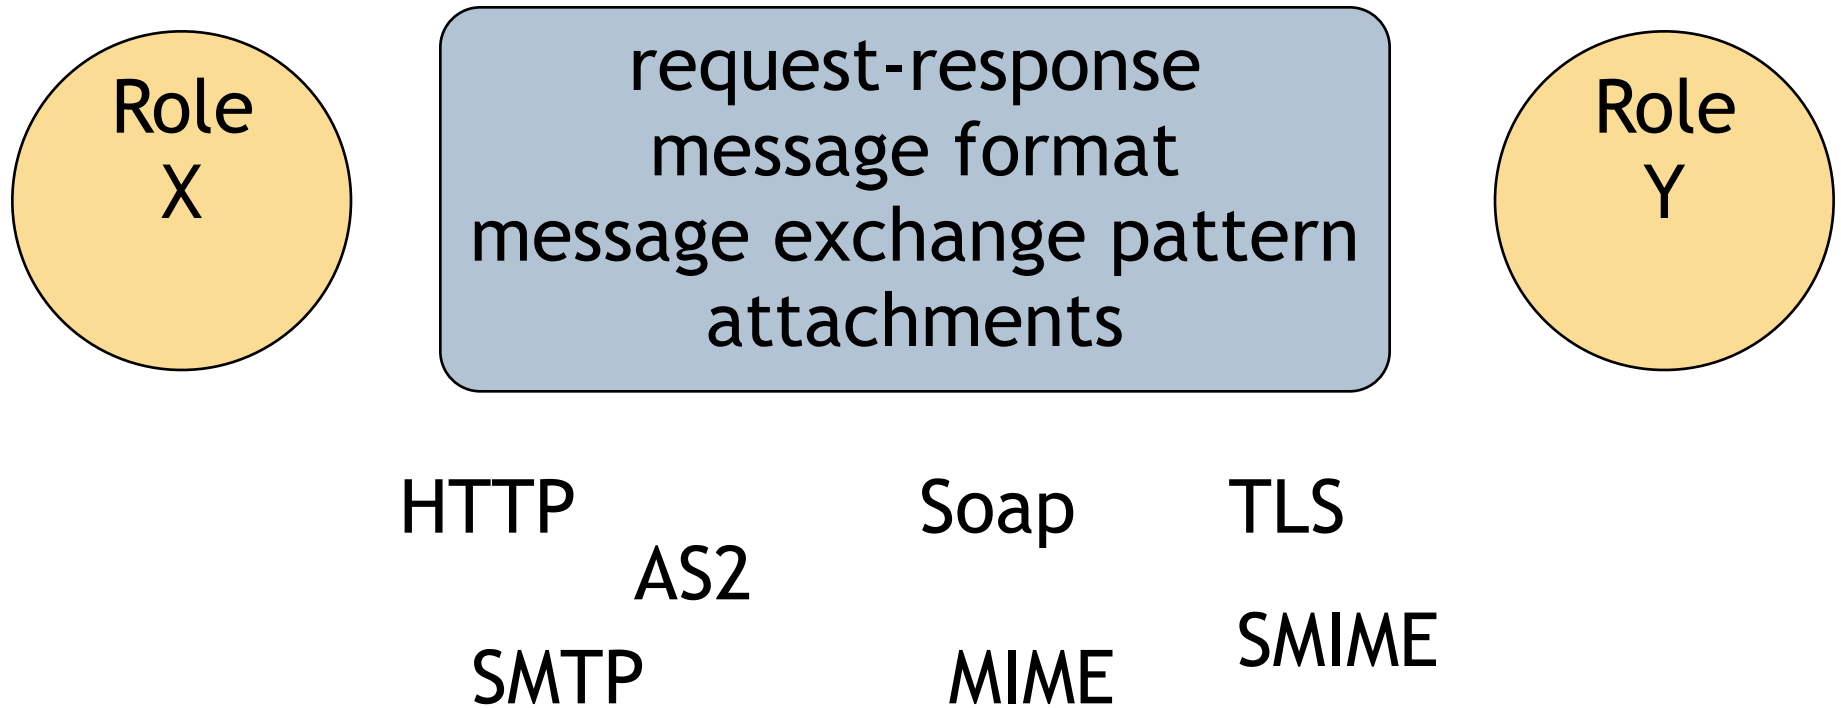 Role
X
request-response
message format
message exchange pattern
attachments
Role
Y
HTTP
Soap
TLS
AS2
SMIME
SMTP
MIME